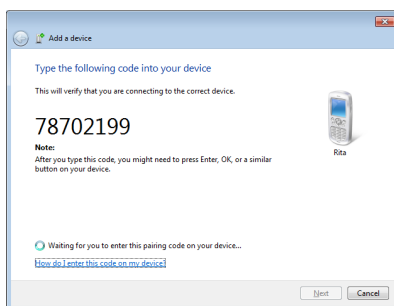 Add a device
Type the following code into your device
This will verify that you are connecting to the correct device.
78702199
Note:
After you type this code, you might need to press Enter, OK, or a similar
button on your device.
Rita
Waiting for you to enter this pairing code on your device...
How do I enter this code on my device?
Next Cancel